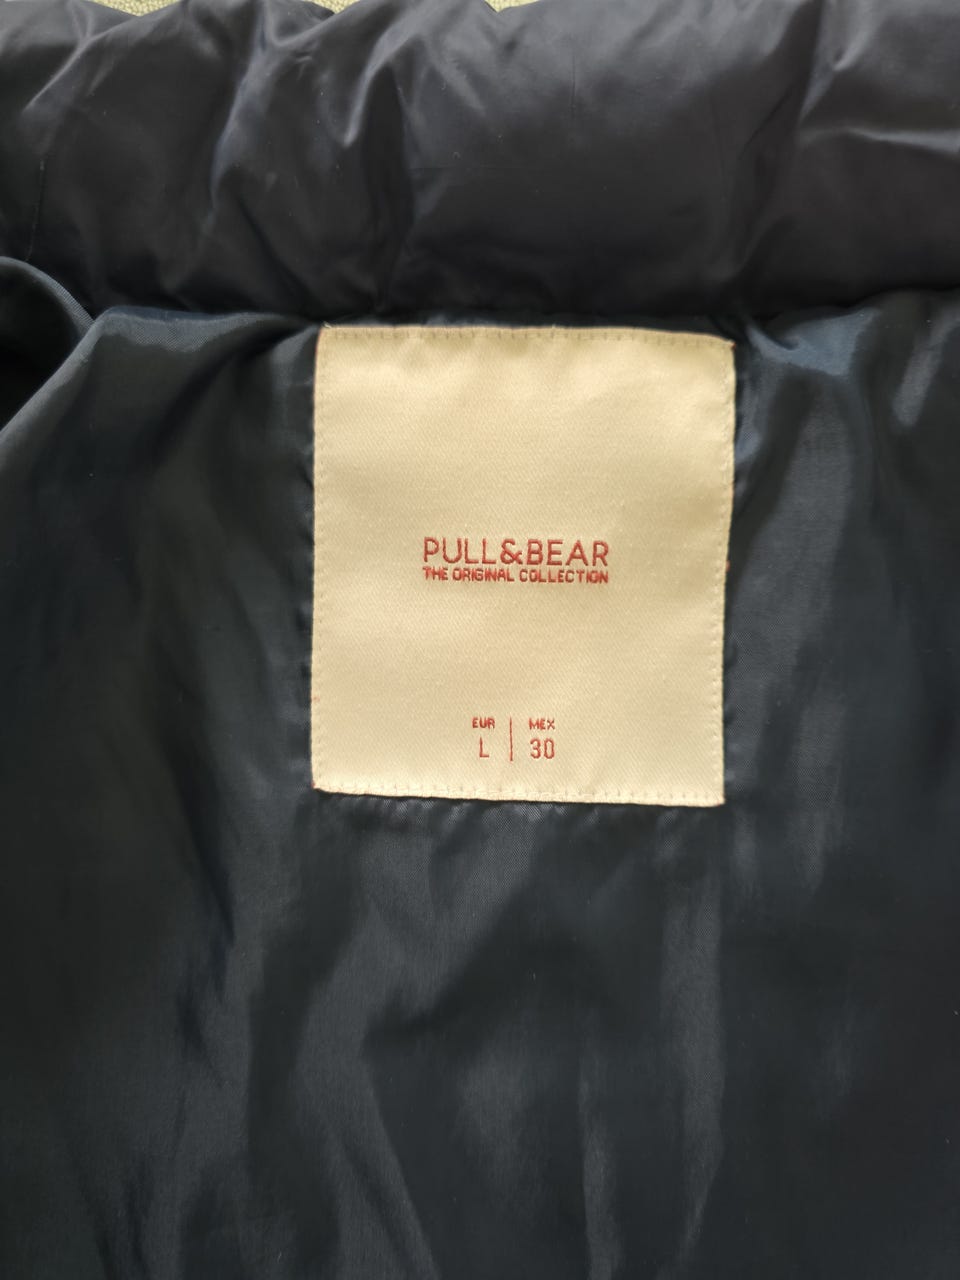 PULL&BEAR
THE ORIGINAL COLLECTION
EUR | MEX
L | 30